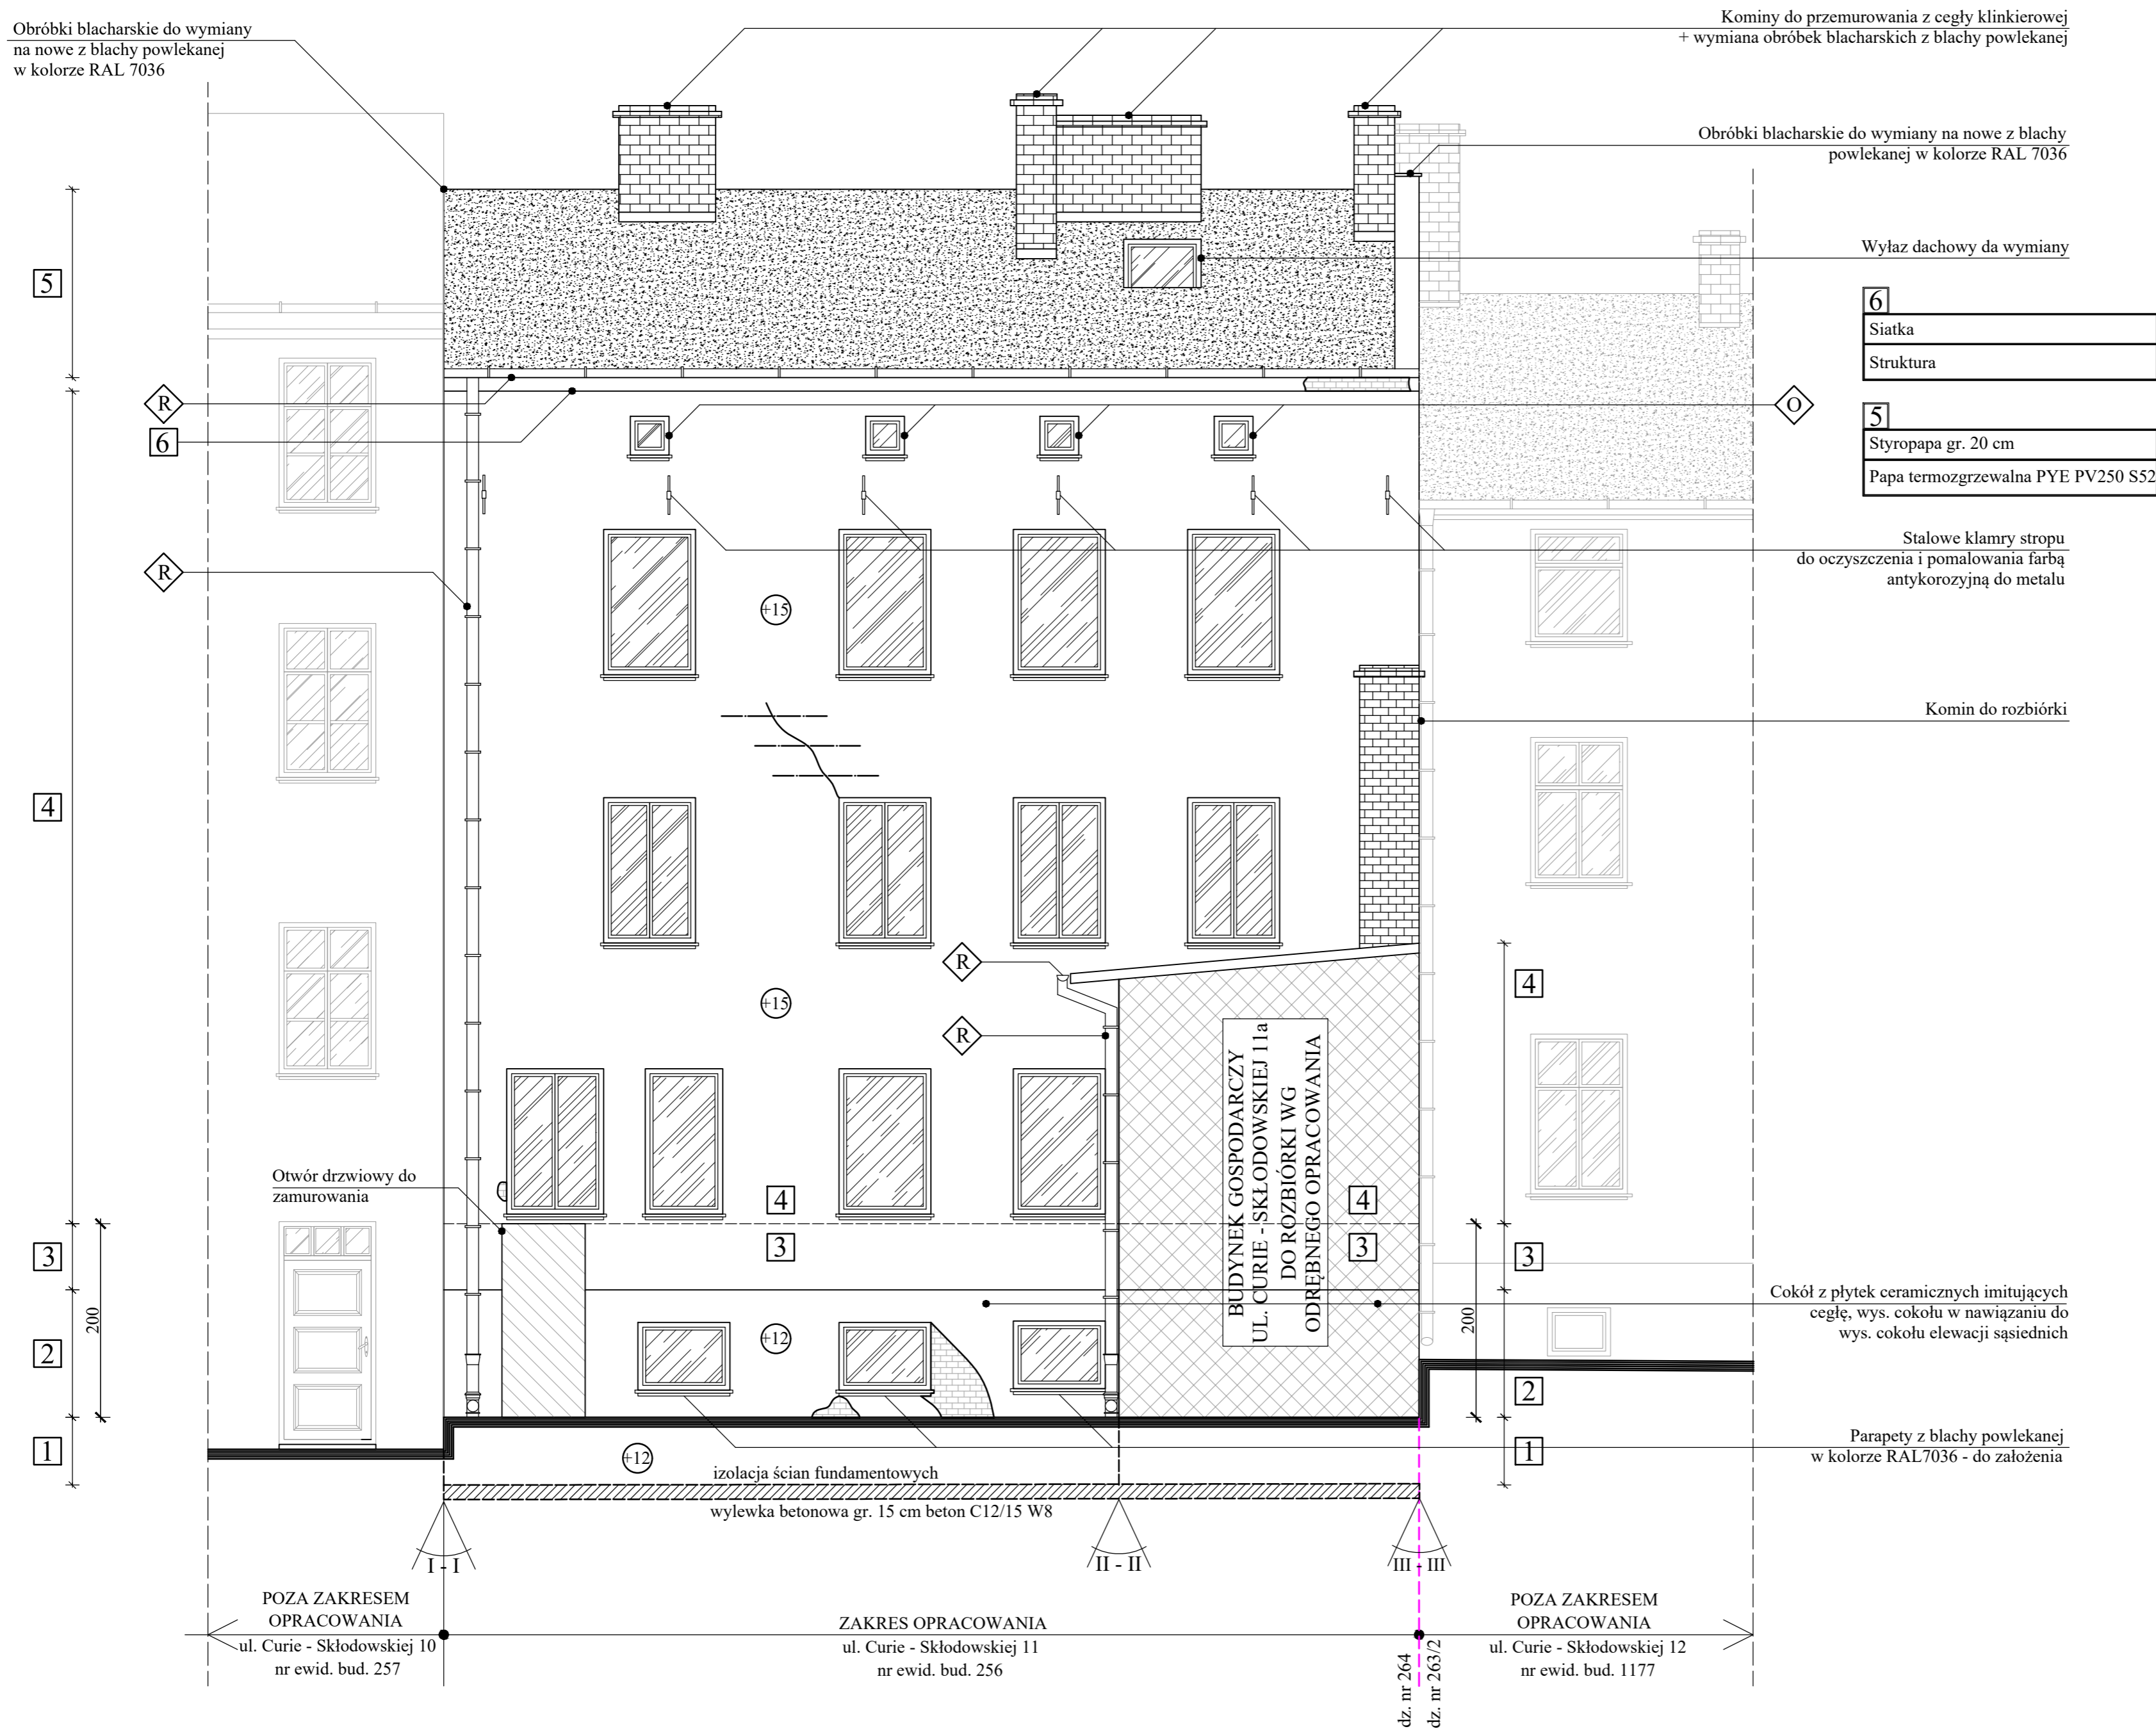 Obróbki blacharskie do wymiany
na nowe z blachy powlekanej
w kolorze RAL 7036
Kominy do przemurowania z cegły klinkierowej
+ wymiana obróbek blacharskich z blachy powlekanej
Obróbki blacharskie do wymiany na nowe z blachy
powlekanej w kolorze RAL 7036
Wyłaz dachowy da wymiany
5
6
Siatka
Struktura
R
6
O
5
Styropapa gr. 20 cm
Papa termozgrzewalna PYE PV250 S52
Stalowe klamry stropu
do oczyszczenia i pomalowania farbą
antykorozyjną do metalu
R
+15
Komin do rozbiórki
4
R
4
+15
R
BUDYNEK GOSPODARCZY
UL. CURIE - SKŁODOWSKIEJ 11a
DO ROZBIÓRKI WG
ODRĘBNEGO OPRACOWANIA
Otwór drzwiowy do
zamurowania
4
4
3
3
3
3
200
200
Cokół z płytek ceramicznych imitujących
cegłę, wys. cokołu w nawiązaniu do
wys. cokołu elewacji sąsiednich
+12
2
2
1
1
Parapety z blachy powlekanej
w kolorze RAL7036 - do założenia
+12
izolacja ścian fundamentowych
wylewka betonowa gr. 15 cm beton C12/15 W8
I - I
II - II
III - III
POZA ZAKRESEM
OPRACOWANIA
ul. Curie - Skłodowskiej 10
nr ewid. bud. 257
ZAKRES OPRACOWANIA
ul. Curie - Skłodowskiej 11
nr ewid. bud. 256
POZA ZAKRESEM
OPRACOWANIA
ul. Curie - Skłodowskiej 12
nr ewid. bud. 1177
dz. nr 264
dz. nr 263/2